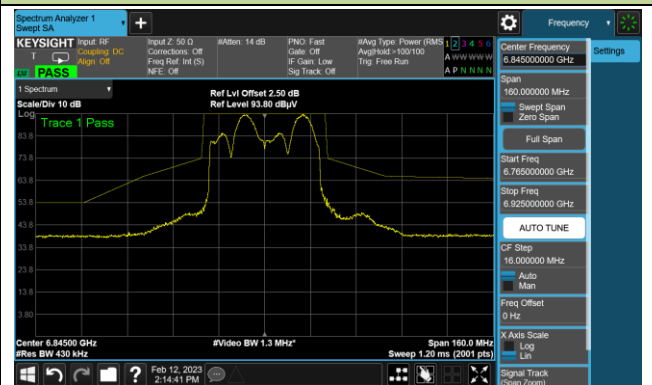 Spectrum Analyzer 1
Swept SA
Frequency
KEYSIGHT
Input: RF
Coupling: DC
Align: Off
Input Z: 50 Ω
Corrections: Off
Freq Ref: Int (S)
NFE: Off
#Atten: 14 dB
PNO: Fast
Gate: Off
IF Gain: Low
Sig Track: Off
#Avg Type: Power (RMS
Avg|Hold:>100/100
Trig: Free Run
1 2 3 4 5 6
A W W W W W
A P N N N N
T
PASS
Center Frequency
6.845000000 GHz
Settings
1 Spectrum
Scale/Div 10 dB
Ref Lvl Offset 2.50 dB
Ref Level 93.80 dBµV
Log
Trace 1 Pass
83.8
73.8
63.8
53.8
43.8
33.8
23.8
13.8
3.80
Center 6.84500 GHz
#Res BW 430 kHz
#Video BW 1.3 MHz*
Span 160.0 MHz
Sweep 1.20 ms (2001 pts)
Span
160.000000 MHz
Swept Span
Zero Span
Full Span
Start Freq
6.765000000 GHz
Stop Freq
6.925000000 GHz
AUTO TUNE
CF Step
16.000000 MHz
Auto
Man
Freq Offset
0 Hz
X Axis Scale
Log
Lin
Signal Track
(Span Zoom)
Feb 12, 2023
2:14:41 PM